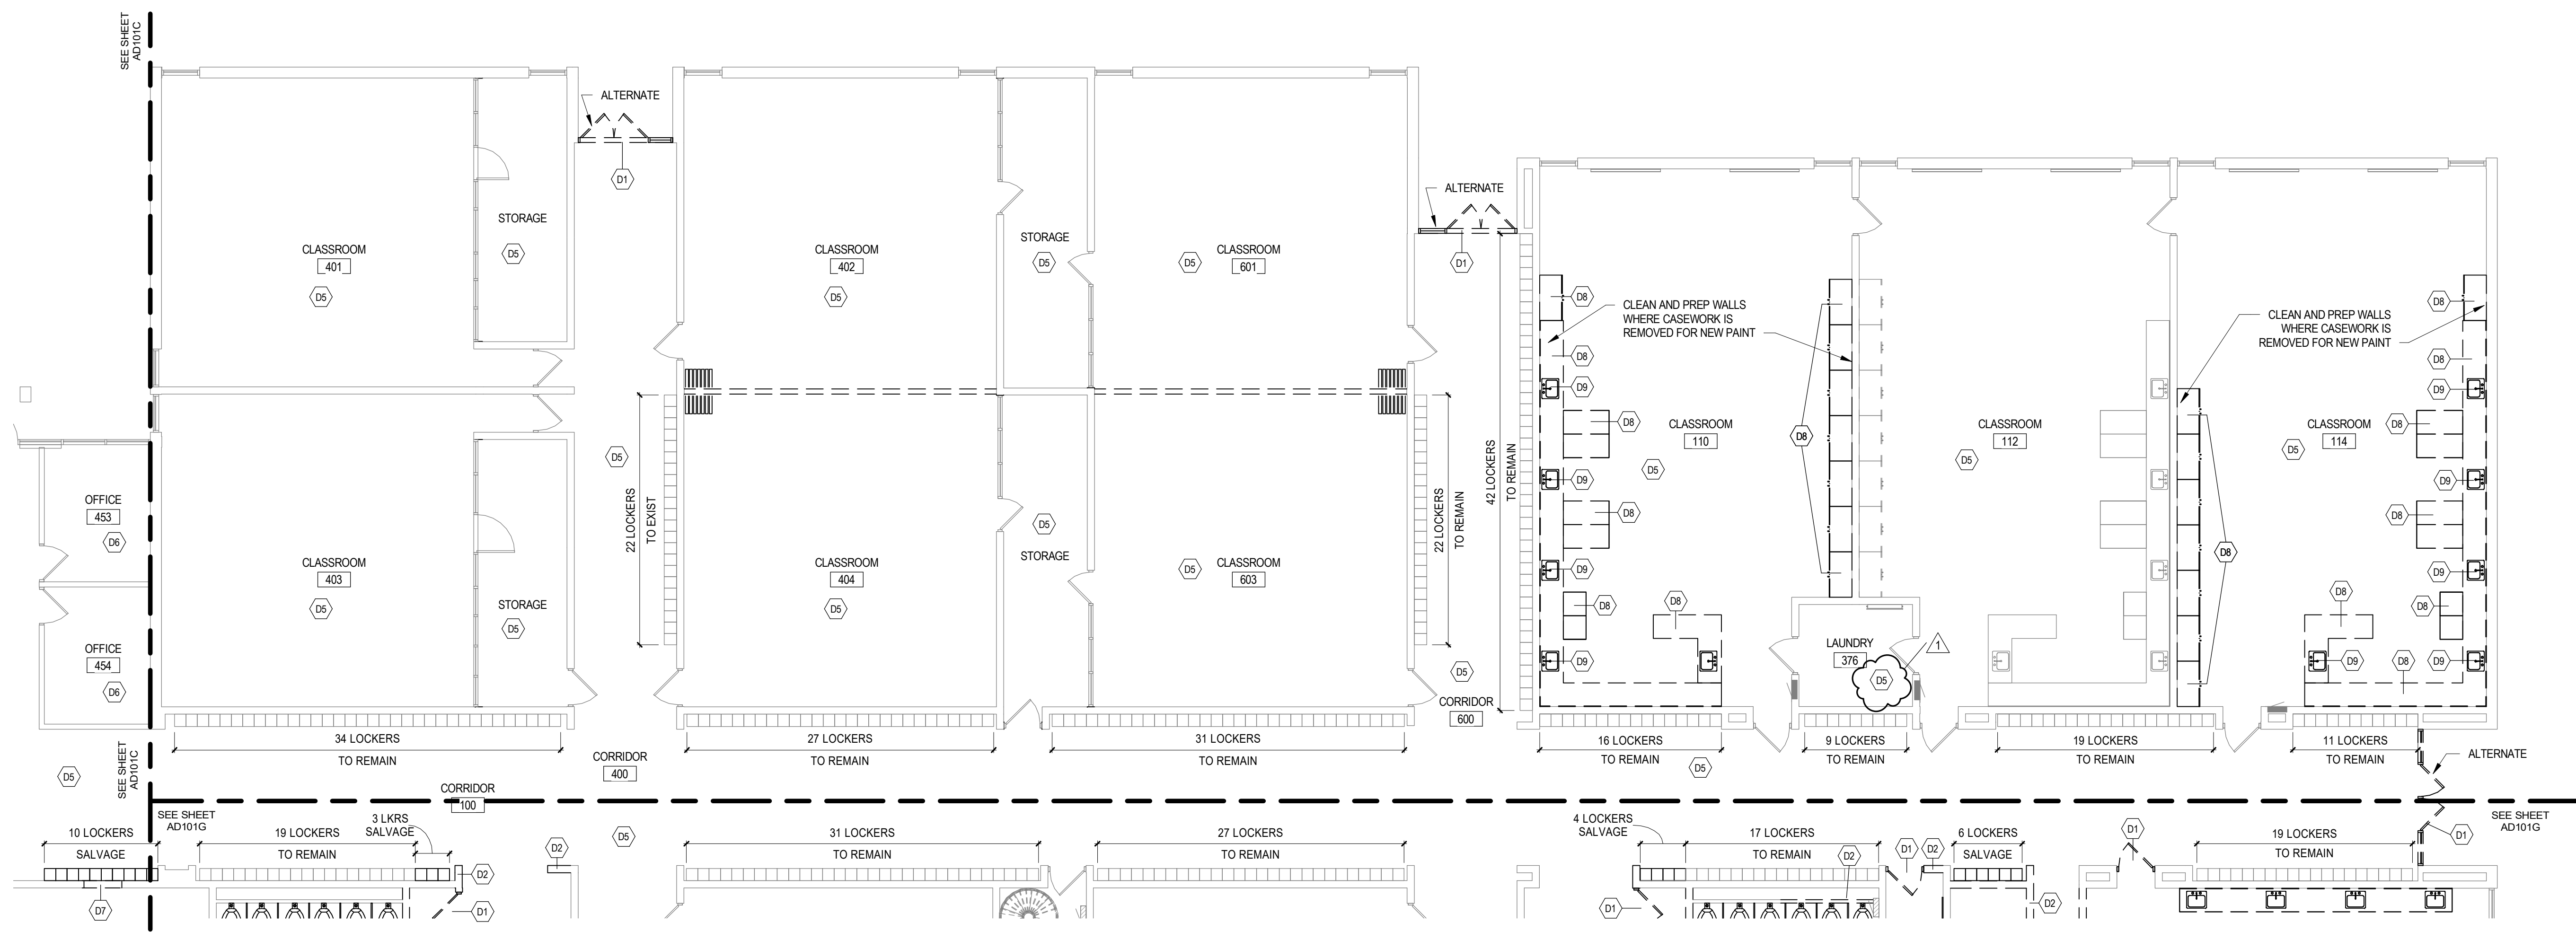 SEE SHEET
AD101C
ALTERNATE
D1
STORAGE
D5
CLASSROOM
401
D5
CLASSROOM
402
D5
STORAGE
D5
CLASSROOM
601
D5
ALTERNATE
D1
CLEAN AND PREP WALLS
WHERE CASEWORK IS
REMOVED FOR NEW PAINT
CLEAN AND PREP WALLS
WHERE CASEWORK IS
REMOVED FOR NEW PAINT
D8
D8
D9
D8
D9
D8
D9
D8
D8
D9
CLASSROOM
110
D5
D8
CLASSROOM
112
D5
D8
CLASSROOM
114
D5
D8
D8
D9
D8
D9
D8
D9
D8
D8
D9
D8
D9
42 LOCKERS
TO REMAIN
D5
22 LOCKERS
TO EXIST
22 LOCKERS
TO REMAIN
OFFICE
453
D6
OFFICE
454
D6
CLASSROOM
403
D5
STORAGE
D5
CLASSROOM
404
D5
D5
STORAGE
D5
CLASSROOM
603
LAUNDRY
376
D5
1
D5
CORRIDOR
600
34 LOCKERS
TO REMAIN
27 LOCKERS
TO REMAIN
31 LOCKERS
TO REMAIN
16 LOCKERS
TO REMAIN
9 LOCKERS
TO REMAIN
19 LOCKERS
TO REMAIN
11 LOCKERS
TO REMAIN
D5
ALTERNATE
CORRIDOR
400
D5
SEE SHEET
AD101C
CORRIDOR
100
SEE SHEET
AD101G
SEE SHEET
AD101G
10 LOCKERS
SALVAGE
D7
19 LOCKERS
TO REMAIN
3 LKRS
SALVAGE
D2
D1
D2
D5
31 LOCKERS
TO REMAIN
27 LOCKERS
TO REMAIN
4 LOCKERS
SALVAGE
D1
17 LOCKERS
TO REMAIN
D2
D1
D2
6 LOCKERS
SALVAGE
D2
D1
19 LOCKERS
TO REMAIN
D1